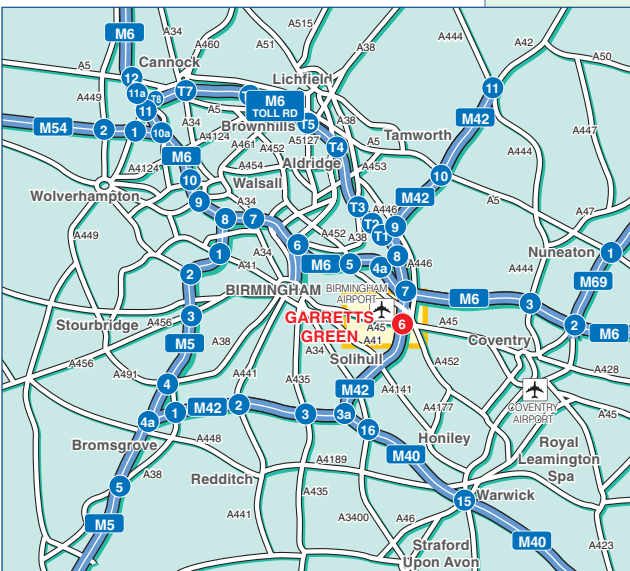 A515
A444
A42
M6
A34
A460
A51
A38
A50
Cannock
A5
12
Lichfield
11
A449
11a
T8
T7
M6
TOLL RD
M42
A447
11
A5
T5
A38
M54
2
1
10a
A34
A4124
Brownhills
A5127
Tamworth
A461
A452
T4
A5
A444
M6
Aldridge
A453
A4124
A454
10
Walsall
10
Wolverhampton
9
A34
T3
A446
M42
A5
A47
8
7
T2
9
A449
A452
A38
T1
Nuneaton
6
1
1
A34
M6
5
4a
8
A446
A444
A41
2
M69
BIRMINGHAM
BIRMINGHAM
AIRPORT
7
M6
3
3
GARRETTS
GREEN
6
A45
A45
2
M6
Stourbridge
A456
A41
Coventry
M5
A38
A34
Solihull
A452
A456
A428
A491
A441
A435
M42
A4141
4
COVENTRY
AIRPORT
1
M42
2
3
3a
A4177
A45
4a
16
Bromsgrove
A448
Honiley
Royal
Leamington
Spa
M40
A38
A4189
5
Redditch
A435
15
Warwick
A441
A3400
A46
M5
M40
Straford
Upon Avon
A423